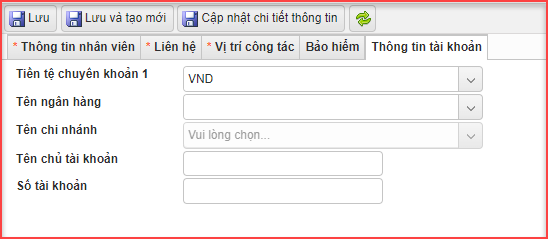 Lưu Lưu và tạo mới Cập nhật chi tiết thông tin
* Thông tin nhân viên * Liên hệ * Vị trí công tác Bảo hiểm Thông tin tài khoản
Tiền tệ chuyên khoản 1 VND
Tên ngân hàng
Tên chi nhánh Vui lòng chọn...
Tên chủ tài khoản
Số tài khoản